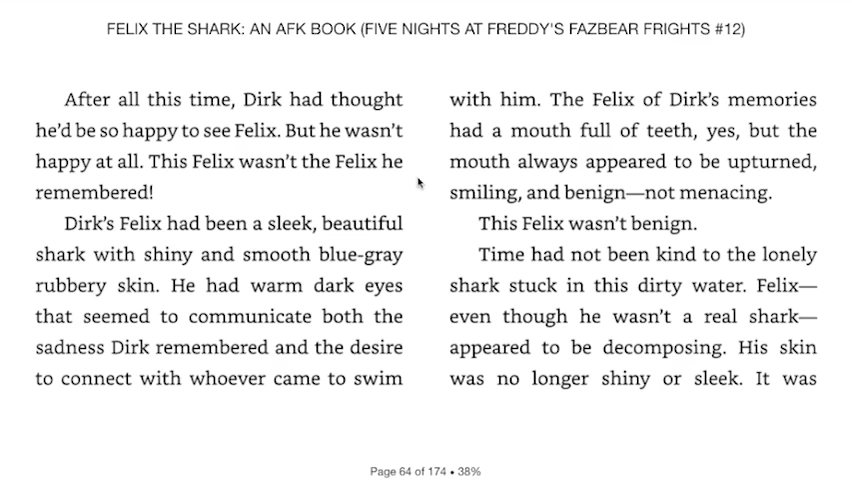 FELIX THE SHARK: AN AFK BOOK (FIVE NIGHTS AT FREDDY'S FAZBEAR FRIGHTS #12)
After all this time, Dirk had thought
he'd be so happy to see Felix. But he wasn't
happy at all. This Felix wasn't the Felix he
remembered!
Dirk's Felix had been a sleek, beautiful
shark with shiny and smooth blue-gray
rubbery skin. He had warm dark eyes
that seemed to communicate both the
sadness Dirk remembered and the desire
to connect with whoever came to swim
with him. The Felix of Dirk's memories
had a mouth full of teeth, yes, but the
mouth always appeared to be upturned,
smiling, and benign—not menacing.
This Felix wasn't benign.
Time had not been kind to the lonely
shark stuck in this dirty water. Felix—
even though he wasn't a real shark—
appeared to be decomposing. His skin
was no longer shiny or sleek. It was
Page 64 of 174 • 38%